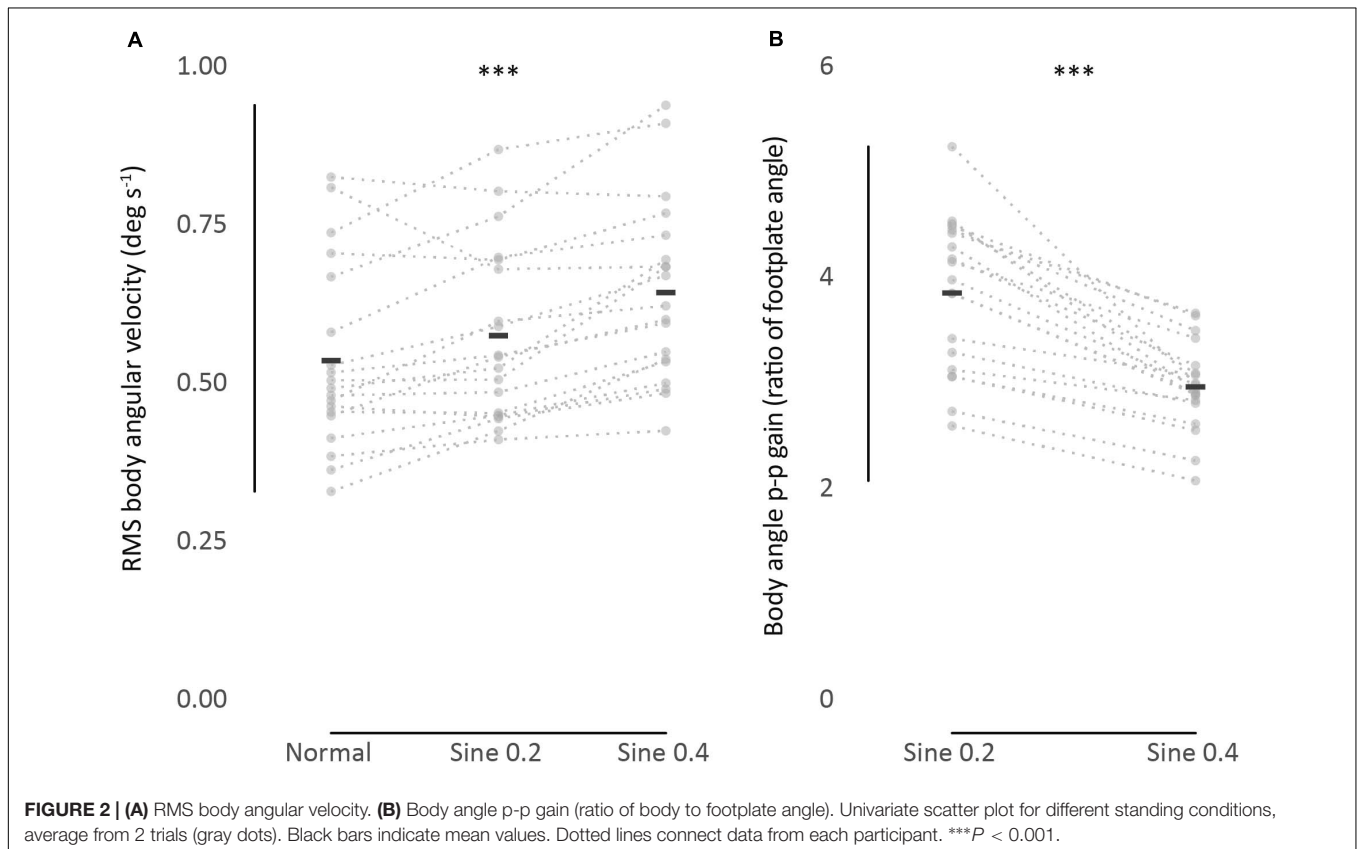 A
B
RMS body angular velocity (deg s⁻¹)
1.00
0.75
0.50
0.25
0.00
***
Normal
Sine 0.2
Sine 0.4
Body angle p-p gain (ratio of footplate angle)
6
4
2
0
***
Sine 0.2
Sine 0.4
FIGURE 2 | (A) RMS body angular velocity. (B) Body angle p-p gain (ratio of body to footplate angle). Univariate scatter plot for different standing conditions,
average from 2 trials (gray dots). Black bars indicate mean values. Dotted lines connect data from each participant. ***P < 0.001.